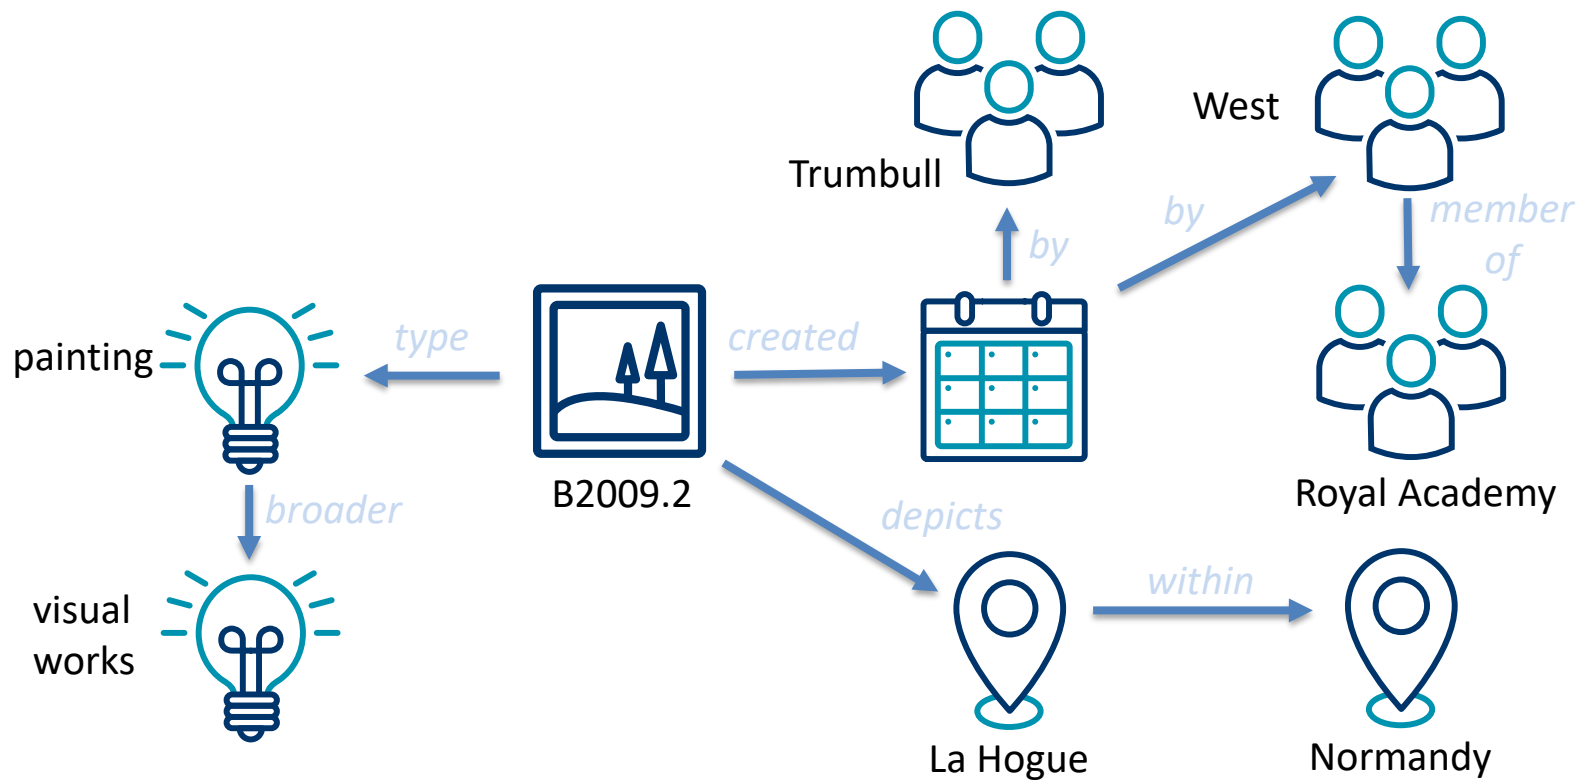 West
Trumbull
by
by
member
of
painting
type
created
B2009.2
Royal Academy
broader
depicts
within
visual
works
La Hogue
Normandy